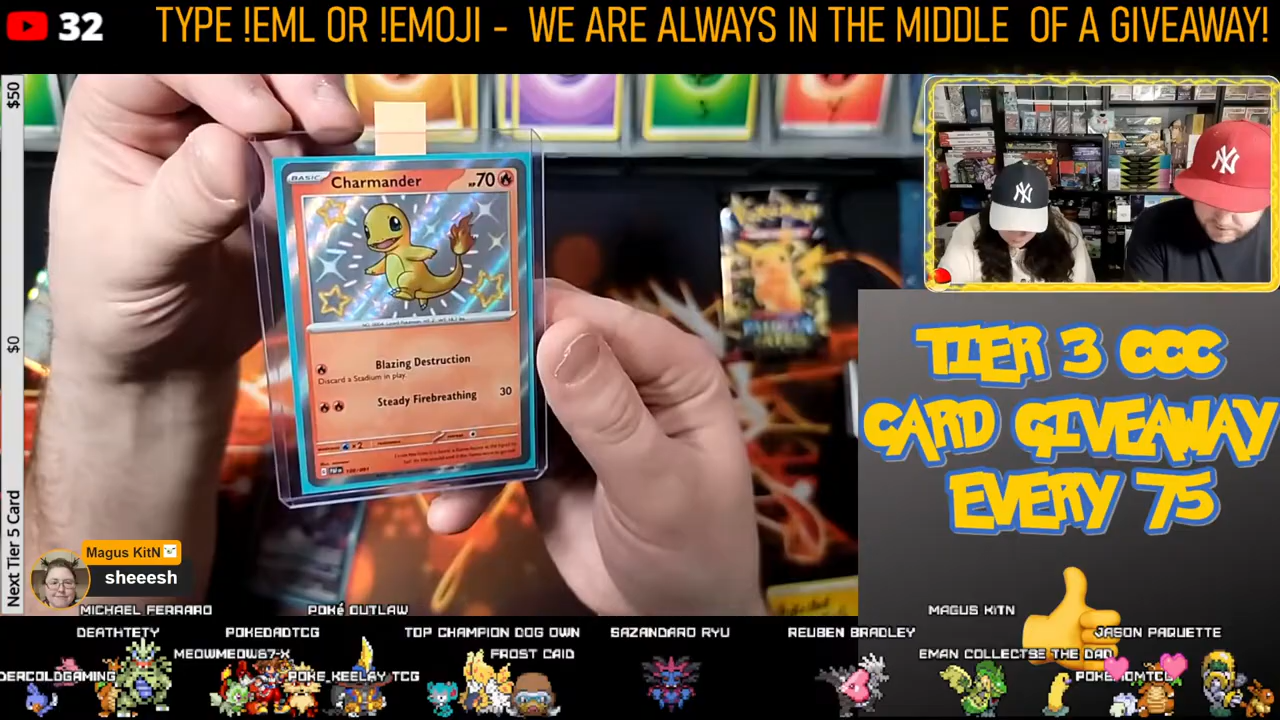 32
TYPE !EML OR !EMOJI - WE ARE ALWAYS IN THE MIDDLE OF A GIVEAWAY!
$50
$0
Next Tier 5 Card
BASIC
Charmander
HP70
Blazing Destruction
Discard a Stadium in play.
Steady Firebreathing 30
TIER 3 CCC
CARD GIVEAWAY
EVERY 75
Magus KitN
sheeesh
MICHAEL FERRARO
POKé OUTLAW
MAGUS KITN
DEATHTETY
POKEDADTCG
TOP CHAMPION DOG OWN
SAZANDARO RYU
REUBEN BRADLEY
JASON PAQUETTE
MEOWMEOW67-X
FROST CAID
EMAN COLLECTSE THE DAD
DERCOLDGAMING
POKE_KEELAY TCG
POKENOMTCG